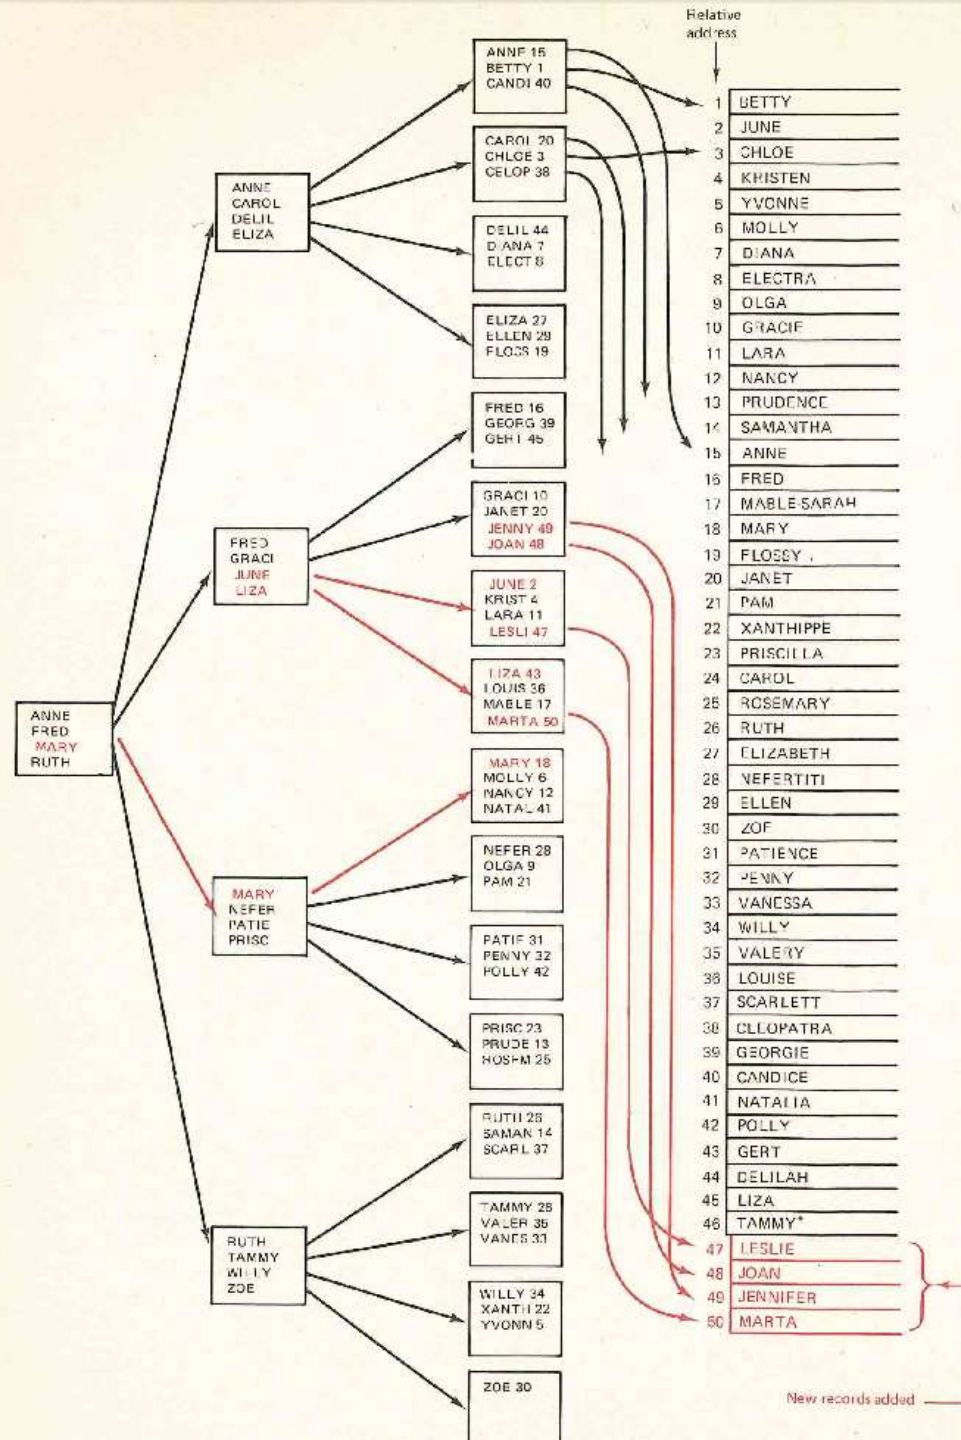 Relative
address
ANNE
FRED
MARY
RUTH
ANNE
CAROL
DELIL
ELIZA
FRED
GRACI
JUNE
LIZA
MARY
NEFER
PATIE
PRISC
RUTH
TAMMY
WILLY
ZOE
ANNE 15
BETTY 1
CANDI 40
CAROL 20
CHLOE 3
CELOP 38
DELIL 44
DIANA 7
ELECT 8
ELIZA 27
ELLEN 29
FLOSS 19
FRED 16
GEORG 39
GERT 45
GRACI 10
JANET 20
JENNY 49
JOAN 48
JUNE 2
KRIST 4
LARA 11
LESLI 47
LIZA 43
LOUIS 36
MABLE 17
MARTA 50
MARY 18
MOLLY 6
NANCY 12
NATAL 41
NEFER 28
OLGA 9
PAM 21
PATIE 31
PENNY 32
POLLY 42
PRISC 23
PRUDE 13
ROSEM 25
RUTH 26
SAMAN 14
SCARL 37
TAMMY 26
VALER 35
VANES 33
WILLY 34
XANTH 22
YVONN 5
ZOE 30
1 BETTY
2 JUNE
3 CHLOE
4 KRISTEN
5 YVONNE
6 MOLLY
7 DIANA
8 ELECTRA
9 OLGA
10 GRACIE
11 LARA
12 NANCY
13 PRUDENCE
14 SAMANTHA
15 ANNE
16 FRED
17 MABLE-SARAH
18 MARY
19 FLOSSY
20 JANET
21 PAM
22 XANTHIPPE
23 PRISCILLA
24 CAROL
25 ROSEMARY
26 RUTH
27 ELIZABETH
28 NEFERTITI
29 ELLEN
30 ZOE
31 PATIENCE
32 PENNY
33 VANESSA
34 WILLY
35 VALERY
36 LOUISE
37 SCARLETT
38 CLEOPATRA
39 GEORGIE
40 CANDICE
41 NATALIA
42 POLLY
43 GERT
44 DELILAH
45 LIZA
46 TAMMY*
47 LESLIE
48 JOAN
49 JENNIFER
50 MARTA
New records added